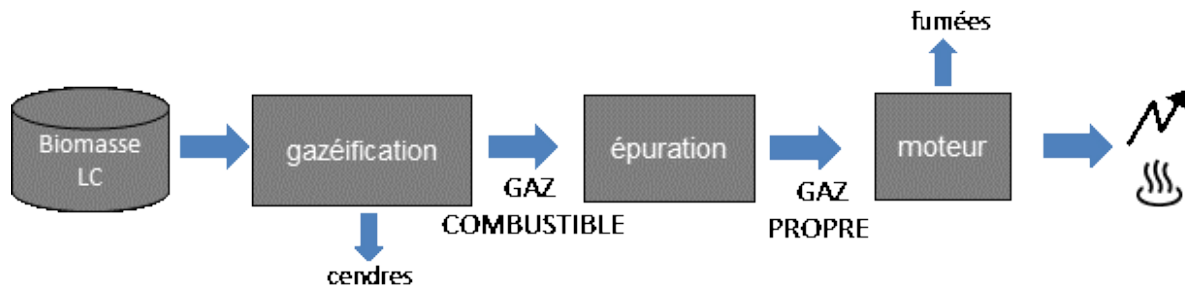 fumées
Biomasse
LC
gazéification
épuration
moteur
GAZ
COMBUSTIBLE
GAZ
PROPRE
cendres